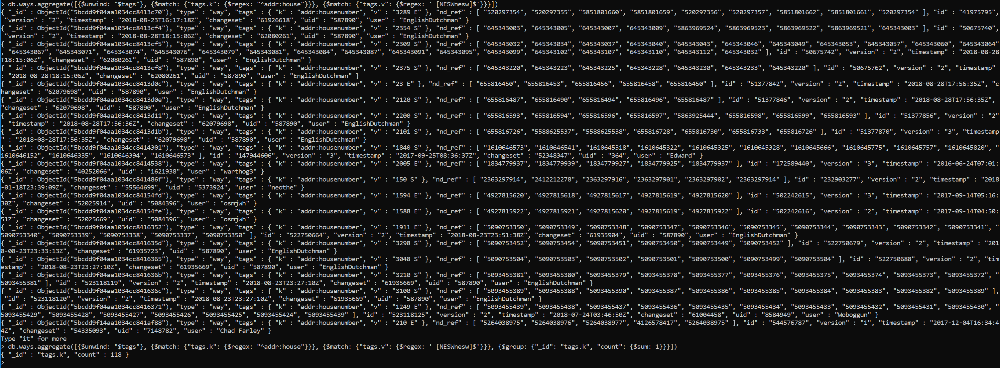 > db.ways.aggregate([{$unwind: "$tags"}, {$match: {"tags.k": {$regex: "^addr:house"}}}, {$match: {"tags.v": {$regex: ' [NESWnesw]$'}}}])
{ "_id" : ObjectId("5bcdd9f04aa1034cc8413c70"), "type" : "way", "tags" : { "k" : "addr:housenumber", "v" : "3289 E" }, "nd_ref" : [ "520297354", "520297355", "5851801660", "5851801659", "520297356", "520297357", "5851801662", "5851801661", "520297354" ], "id" : "41975795",
"version" : "2", "timestamp" : "2018-08-23T16:17:18Z", "changeset" : "61926618", "uid" : "587890", "user" : "EnglishDutchman" }
{ "_id" : ObjectId("5bcdd9f04aa1034cc8413cf4"), "type" : "way", "tags" : { "k" : "addr:housenumber", "v" : "2354 S" }, "nd_ref" : [ "645343003", "645343005", "645343007", "645343009", "5863969524", "5863969523", "5863969522", "5863969521", "645343003" ], "id" : "50675740",
"version" : "2", "timestamp" : "2018-08-28T18:15:06Z", "changeset" : "62080261", "uid" : "587890", "user" : "EnglishDutchman" }
{ "_id" : ObjectId("5bcdd9f04aa1034cc8413cf5"), "type" : "way", "tags" : { "k" : "addr:housenumber", "v" : "2309 S" }, "nd_ref" : [ "645343032", "645343034", "645343037", "645343040", "645343043", "645343046", "645343049", "645343053", "645343057", "645343060", "645343064"
, "645343067", "645343071", "645343074", "645343076", "645343079", "645343081", "645343084", "645343087", "645343091", "645343095", "645343099", "645343102", "645343107", "645343110", "645343112", "645343032" ], "id" : "50675742", "version" : "2", "timestamp" : "2018-08-28
T18:15:06Z", "changeset" : "62080261", "uid" : "587890", "user" : "EnglishDutchman" }
{ "_id" : ObjectId("5bcdd9f04aa1034cc8413cf8"), "type" : "way", "tags" : { "k" : "addr:housenumber", "v" : "2375 S" }, "nd_ref" : [ "645343220", "645343223", "645343225", "645343228", "645343230", "645343233", "645343220" ], "id" : "50675762", "version" : "2", "timestamp"
: "2018-08-28T18:15:06Z", "changeset" : "62080261", "uid" : "587890", "user" : "EnglishDutchman" }
{ "_id" : ObjectId("5bcdd9f04aa1034cc8413d0c"), "type" : "way", "tags" : { "k" : "addr:housenumber", "v" : "23 E" }, "nd_ref" : [ "655816450", "655816453", "655816456", "655816458", "655816450" ], "id" : "51377842", "version" : "2", "timestamp" : "2018-08-28T17:56:35Z", "c
hangeset" : "62079698", "uid" : "587890", "user" : "EnglishDutchman" }
{ "_id" : ObjectId("5bcdd9f04aa1034cc8413d0e"), "type" : "way", "tags" : { "k" : "addr:housenumber", "v" : "2120 S" }, "nd_ref" : [ "655816487", "655816490", "655816494", "655816496", "655816487" ], "id" : "51377846", "version" : "2", "timestamp" : "2018-08-28T17:56:35Z",
"changeset" : "62079698", "uid" : "587890", "user" : "EnglishDutchman" }
{ "_id" : ObjectId("5bcdd9f04aa1034cc8413d11"), "type" : "way", "tags" : { "k" : "addr:housenumber", "v" : "2200 S" }, "nd_ref" : [ "655816593", "655816594", "655816596", "655816597", "5863925444", "655816598", "655816599", "655816593" ], "id" : "51377856", "version" : "2"
, "timestamp" : "2018-08-28T17:56:36Z", "changeset" : "62079698", "uid" : "587890", "user" : "EnglishDutchman" }
{ "_id" : ObjectId("5bcdd9f04aa1034cc8413d1b"), "type" : "way", "tags" : { "k" : "addr:housenumber", "v" : "2101 S" }, "nd_ref" : [ "655816726", "5588625537", "5588625538", "655816728", "655816730", "655816733", "655816726" ], "id" : "51377870", "version" : "3", "timestamp
" : "2018-08-28T17:56:35Z", "changeset" : "62079698", "uid" : "587890", "user" : "EnglishDutchman" }
{ "_id" : ObjectId("5bcdd9f04aa1034cc8414301"), "type" : "way", "tags" : { "k" : "addr:housenumber", "v" : "1840 S" }, "nd_ref" : [ "1610646573", "1610646541", "1610645318", "1610645322", "1610645325", "1610645328", "1610645666", "1610645775", "1610645757", "1610645820", "
1610646152", "1610646335", "1610646394", "1610646573" ], "id" : "147944606", "version" : "3", "timestamp" : "2017-09-25T08:36:37Z", "changeset" : "52348347", "uid" : "364", "user" : "Edward" }
{ "_id" : ObjectId("5bcdd9f04aa1034cc8414538"), "type" : "way", "tags" : { "k" : "addr:housenumber", "v" : "2005 E" }, "nd_ref" : [ "1834779937", "1834779939", "1834779927", "1834779925", "1834779937" ], "id" : "172589440", "version" : "3", "timestamp" : "2016-06-24T07:01:
06Z", "changeset" : "40252066", "uid" : "1621938", "user" : "warthog3" }
{ "_id" : ObjectId("5bcdd9f04aa1034cc841486f"), "type" : "way", "tags" : { "k" : "addr:housenumber", "v" : "150 S" }, "nd_ref" : [ "2363297914", "2412212278", "2363297916", "2363297901", "2363297902", "2363297914" ], "id" : "232903277", "version" : "2", "timestamp" : "2018
-01-18T23:39:09Z", "changeset" : "55564699", "uid" : "5373924", "user" : "neothe" }
{ "_id" : ObjectId("5bcdd9f04aa1034cc84154fd"), "type" : "way", "tags" : { "k" : "addr:housenumber", "v" : "1594 E" }, "nd_ref" : [ "4927815620", "4927815618", "4927815617", "4927815619", "4927815620" ], "id" : "502242615", "version" : "3", "timestamp" : "2017-09-14T05:16:
30Z", "changeset" : "52025914", "uid" : "5084396", "user" : "osmjwh" }
{ "_id" : ObjectId("5bcdd9f04aa1034cc84154fe"), "type" : "way", "tags" : { "k" : "addr:housenumber", "v" : "1588 E" }, "nd_ref" : [ "4927815922", "4927815921", "4927815620", "4927815619", "4927815922" ], "id" : "502242616", "version" : "2", "timestamp" : "2017-09-14T04:50:
51Z", "changeset" : "52025669", "uid" : "5084396", "user" : "osmjwh" }
{ "_id" : ObjectId("5bcdd9f04aa1034cc8416352"), "type" : "way", "tags" : { "k" : "addr:housenumber", "v" : "1911 E" }, "nd_ref" : [ "5090753350", "5090753349", "5090753348", "5090753347", "5090753346", "5090753345", "5090753344", "5090753343", "5090753342", "5090753341", "
5090753340", "5090753339", "5090753338", "5090753337", "5090753350" ], "id" : "522750664", "version" : "2", "timestamp" : "2018-08-23T23:51:38Z", "changeset" : "61935904", "uid" : "587890", "user" : "EnglishDutchman" }
{ "_id" : ObjectId("5bcdd9f04aa1034cc841635d"), "type" : "way", "tags" : { "k" : "addr:housenumber", "v" : "3298 S" }, "nd_ref" : [ "5090753452", "5090753454", "5090753451", "5090753450", "5090753449", "5090753452" ], "id" : "522750679", "version" : "2", "timestamp" : "201
8-08-23T23:33:13Z", "changeset" : "61935723", "uid" : "587890", "user" : "EnglishDutchman" }
{ "_id" : ObjectId("5bcdd9f04aa1034cc8416365"), "type" : "way", "tags" : { "k" : "addr:housenumber", "v" : "3048 S" }, "nd_ref" : [ "5090753504", "5090753503", "5090753502", "5090753501", "5090753500", "5090753499", "5090753504" ], "id" : "522750688", "version" : "2", "tim
estamp" : "2018-08-23T23:27:10Z", "changeset" : "61935669", "uid" : "587890", "user" : "EnglishDutchman" }
{ "_id" : ObjectId("5bcdd9f04aa1034cc841636b"), "type" : "way", "tags" : { "k" : "addr:housenumber", "v" : "3210 S" }, "nd_ref" : [ "5093455381", "5093455380", "5093455379", "5093455378", "5093455377", "5093455376", "5093455375", "5093455374", "5093455373", "5093455372", "
5093455381" ], "id" : "523118119", "version" : "2", "timestamp" : "2018-08-23T23:27:10Z", "changeset" : "61935669", "uid" : "587890", "user" : "EnglishDutchman" }
{ "_id" : ObjectId("5bcdd9f04aa1034cc841636c"), "type" : "way", "tags" : { "k" : "addr:housenumber", "v" : "3100 S" }, "nd_ref" : [ "5093455389", "5093455388", "5093455390", "5093455387", "5093455386", "5093455385", "5093455384", "5093455383", "5093455382", "5093455389" ],
"id" : "523118120", "version" : "2", "timestamp" : "2018-08-23T23:27:10Z", "changeset" : "61935669", "uid" : "587890", "user" : "EnglishDutchman" }
{ "_id" : ObjectId("5bcdd9f04aa1034cc8416371"), "type" : "way", "tags" : { "k" : "addr:housenumber", "v" : "1249 E" }, "nd_ref" : [ "5093455439", "5093455438", "5093455437", "5093455436", "5093455435", "5093455434", "5093455433", "5093455432", "5093455431", "5093455430", "
5093455429", "5093455428", "5093455427", "5093455426", "5093455425", "5093455424", "5093455439" ], "id" : "523118125", "version" : "2", "timestamp" : "2018-07-24T03:46:50Z", "changeset" : "61004458", "uid" : "8584949", "user" : "Woboggun" }
{ "_id" : ObjectId("5bcdd9f14aa1034cc841af88"), "type" : "way", "tags" : { "k" : "addr:housenumber", "v" : "210 E" }, "nd_ref" : [ "5264038975", "5264038976", "5264038977", "4126578417", "5264038975" ], "id" : "544576787", "version" : "1", "timestamp" : "2017-12-04T16:34:4
4Z", "changeset" : "54335093", "uid" : "7148782", "user" : "Chad Farley" }
Type "it" for more
> db.ways.aggregate([{$unwind: "$tags"}, {$match: {"tags.k": {$regex: "^addr:house"}}}, {$match: {"tags.v": {$regex: ' [NESWnesw]$'}}}, {$group: {"_id": "tags.k", "count": {$sum: 1}}}])
{ "_id" : "tags.k", "count" : 118 }
>